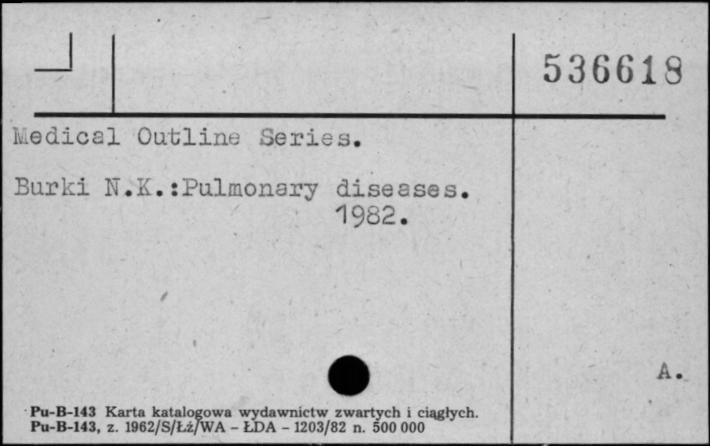 536618
Medical Outline Series.
Burki N.K.:Pulmonary diseases.
1982.
A.
Pu-B-143 Karta katalogowa wydawnictw zwartych i ciągłych.
Pu-B-143, z. 1962/S/Łż/WA – ŁDA – 1203/82 n. 500 000